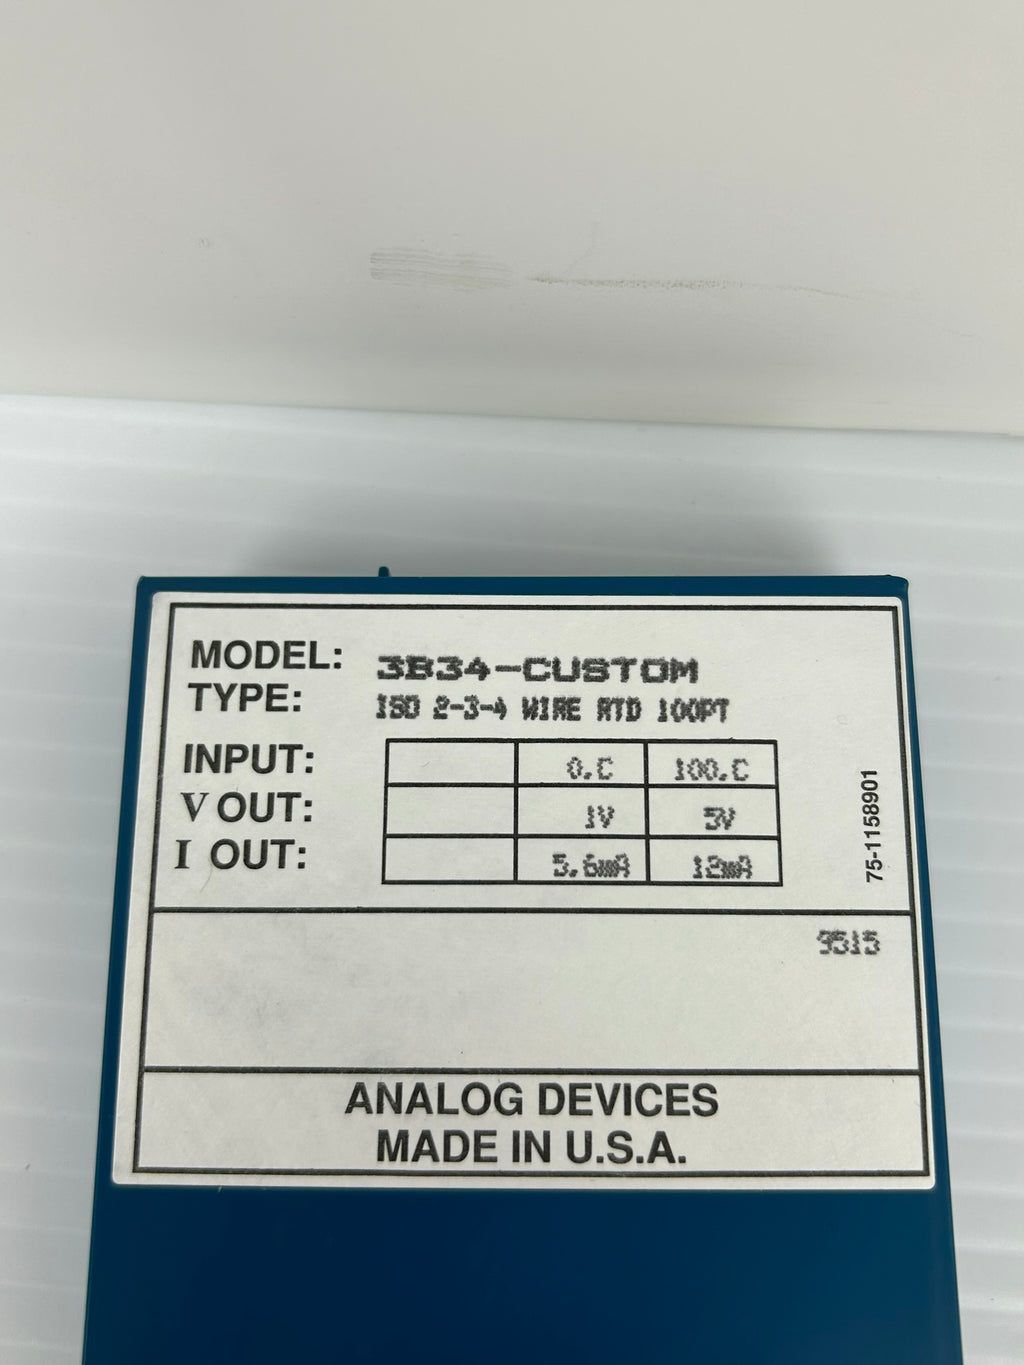 MODEL: 3B34-CUSTOM
TYPE: ISO 2-3-4 WIRE RTD 100PT
INPUT: 0.C 100.C
V OUT: 1V 5V
I OUT: 5.6mA 12mA
75-1158901
9515
ANALOG DEVICES
MADE IN U.S.A.